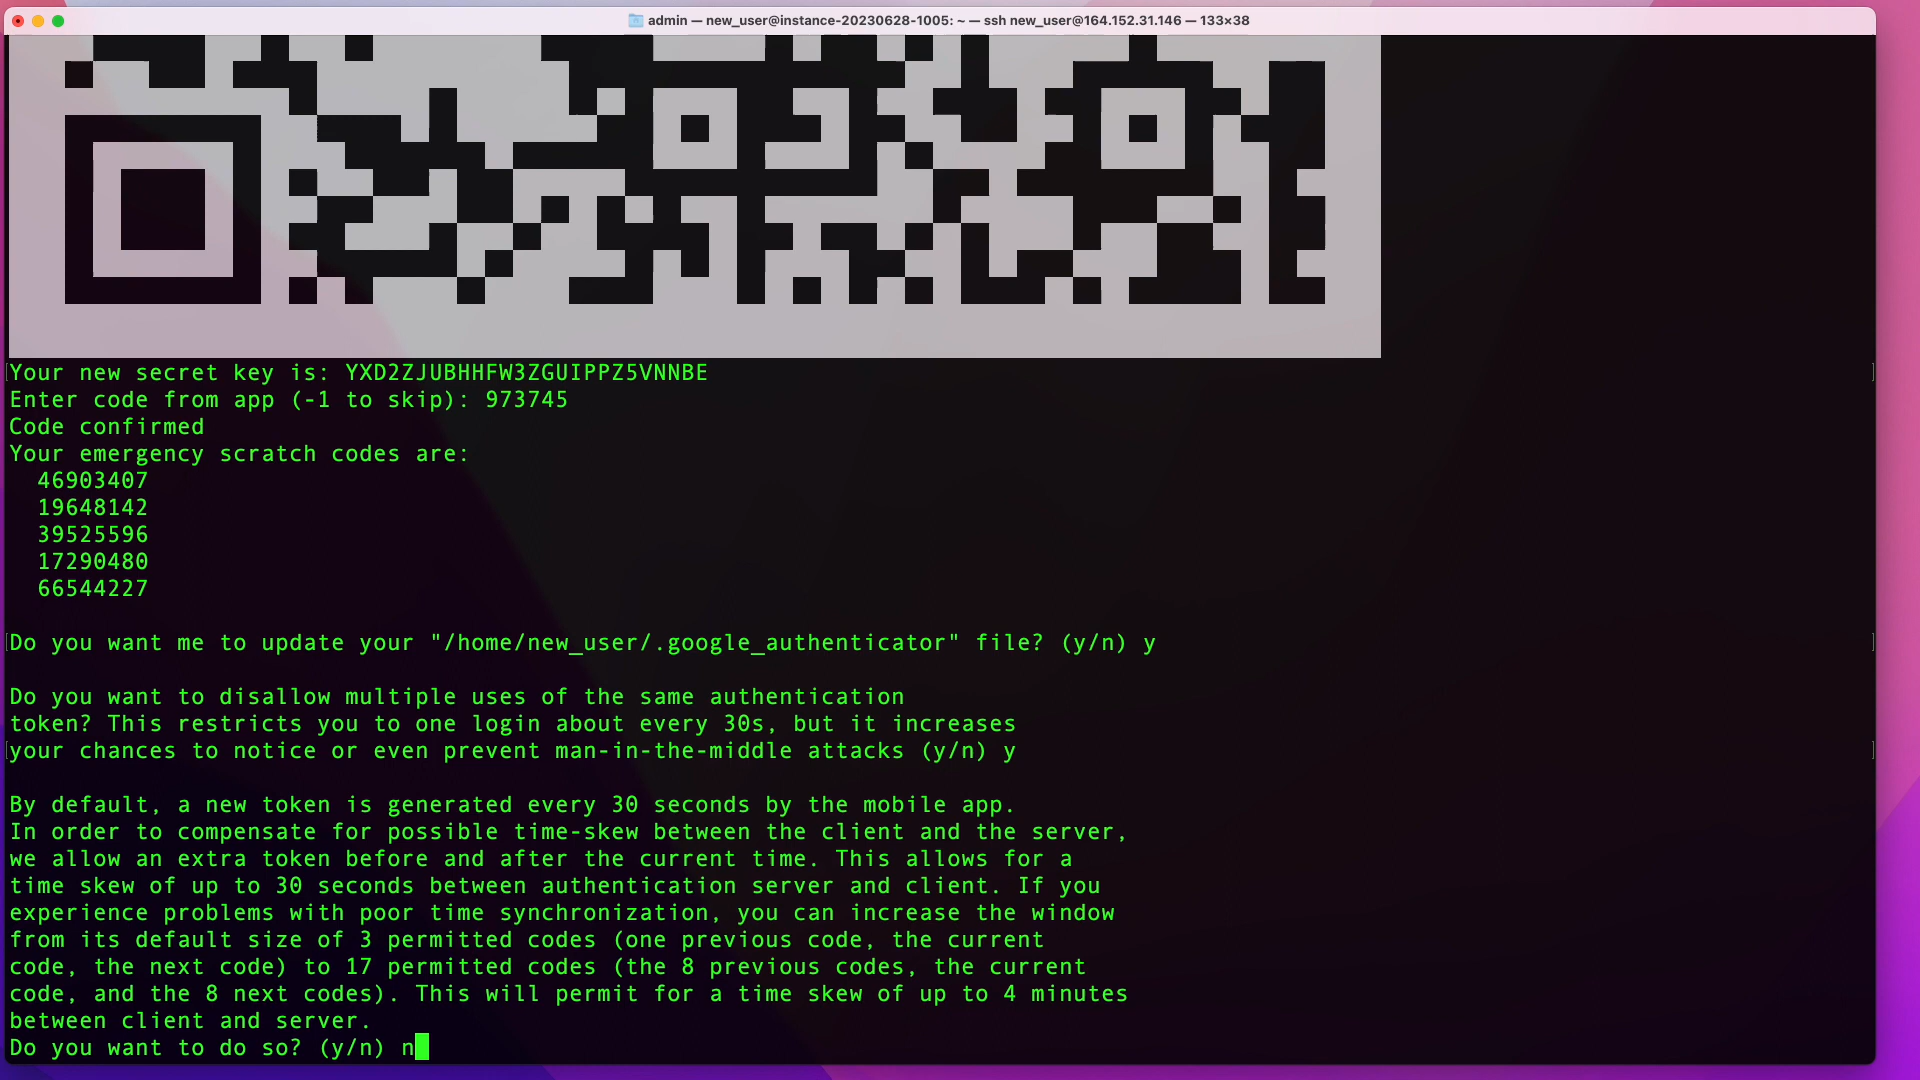 admin — new_user@instance-20230628-1005: ~ — ssh new_user@164.152.31.146 — 133×38
Your new secret key is: YXD2ZJUBHHFW3ZGUIPPZ5VNNBE
Enter code from app (-1 to skip): 973745
Code confirmed
Your emergency scratch codes are:
46903407
19648142
39525596
17290480
66544227
Do you want me to update your "/home/new_user/.google_authenticator" file? (y/n) y
Do you want to disallow multiple uses of the same authentication
token? This restricts you to one login about every 30s, but it increases
your chances to notice or even prevent man-in-the-middle attacks (y/n) y
By default, a new token is generated every 30 seconds by the mobile app.
In order to compensate for possible time-skew between the client and the server,
we allow an extra token before and after the current time. This allows for a
time skew of up to 30 seconds between authentication server and client. If you
experience problems with poor time synchronization, you can increase the window
from its default size of 3 permitted codes (one previous code, the current
code, the next code) to 17 permitted codes (the 8 previous codes, the current
code, and the 8 next codes). This will permit for a time skew of up to 4 minutes
between client and server.
Do you want to do so? (y/n) n